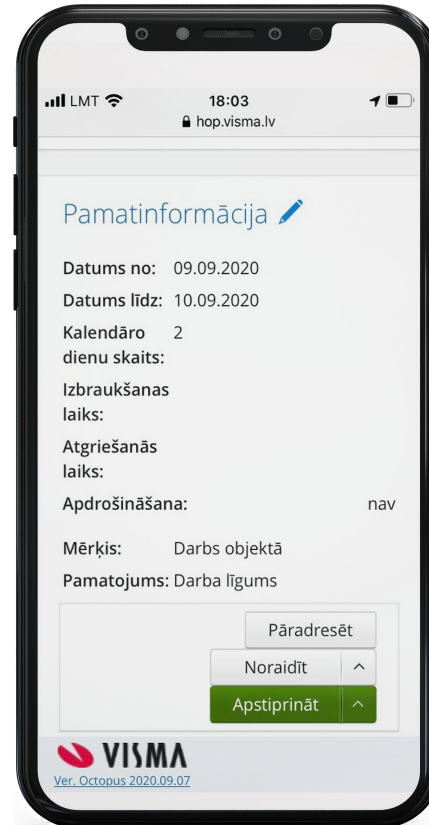 LMT 18:03
hop.visma.lv
Pamatinformācija
Datums no: 09.09.2020
Datums līdz: 10.09.2020
Kalendāro 2
dienu skaits:
Izbraukšanas
laiks:
Atgriešanās
laiks:
Apdrošināšana: nav
Mērķis: Darbs objektā
Pamatojums: Darba līgums
Pāradresēt
Noraidīt
Apstiprināt
VISMA
Ver. Octopus 2020.09.07